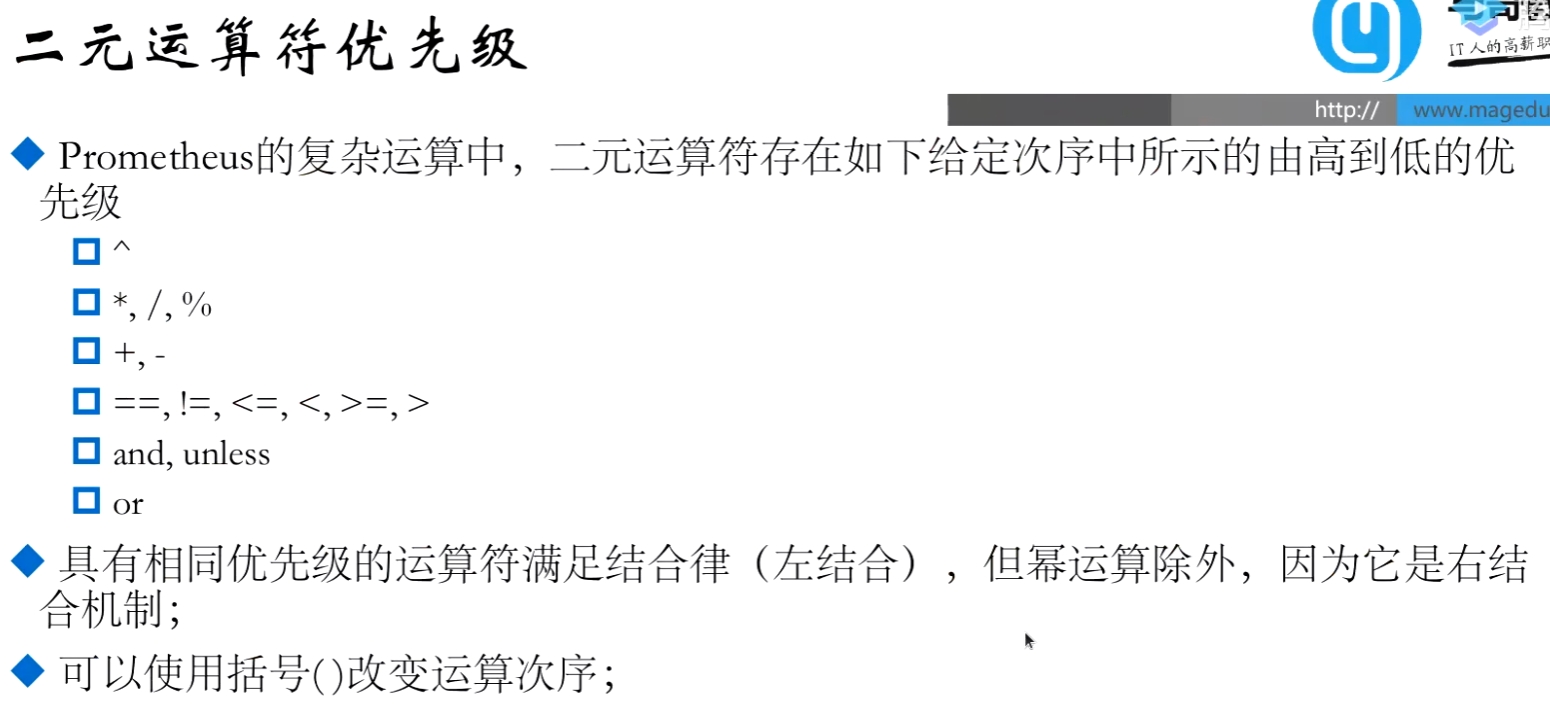 二元运算符优先级
IT人的高薪职
http:// www.magedu
Prometheus的复杂运算中，二元运算符存在如下给定次序中所示的由高到低的优
先级
^
*, /, %
+, -
==, !=, <=, <, >=, >
and, unless
or
具有相同优先级的运算符满足结合律（左结合），但幂运算除外，因为它是右结
合机制；
可以使用括号()改变运算次序；